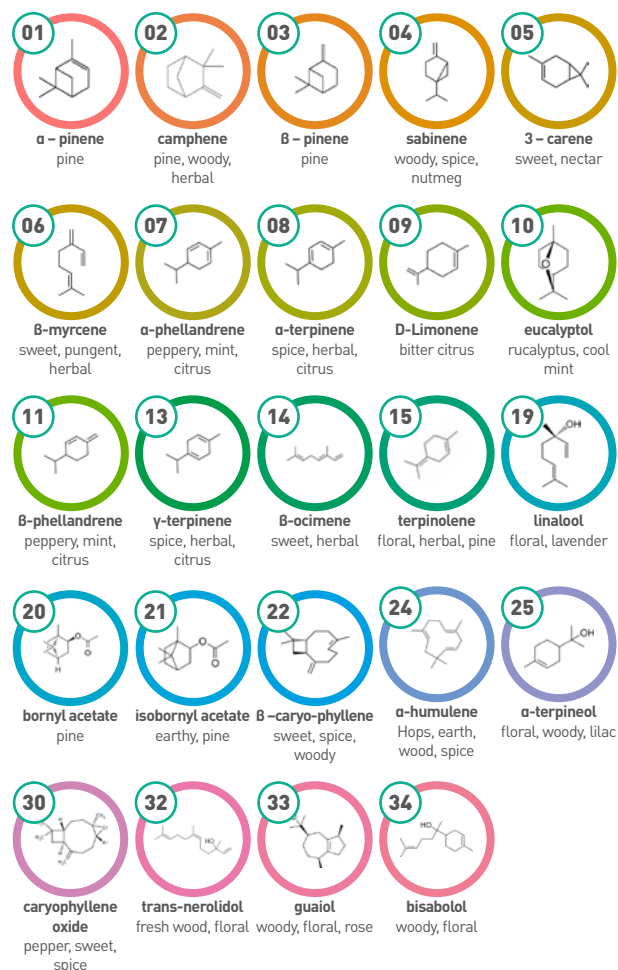 01
α – pinene
pine
02
camphene
pine, woody,
herbal
03
ß – pinene
pine
04
sabinene
woody, spice,
nutmeg
05
3 – carene
sweet, nectar
06
ß-myrcene
sweet, pungent,
herbal
07
α-phellandrene
peppery, mint,
citrus
08
α-terpinene
spice, herbal,
citrus
09
D-Limonene
bitter citrus
10
O
eucalyptol
rucalyptus, cool
mint
11
ß-phellandrene
peppery, mint,
citrus
13
γ-terpinene
spice, herbal,
citrus
14
ß-ocimene
sweet, herbal
15
terpinolene
floral, herbal, pine
19
OH
linalool
floral, lavender
20
O
O
H
bornyl acetate
pine
21
O
O
isobornyl acetate
earthy, pine
22
ß –caryo-phyllene
sweet, spice,
woody
24
α-humulene
Hops, earth,
wood, spice
25
OH
α-terpineol
floral, woody, lilac
30
caryophyllene
oxide
pepper, sweet,
spice
32
HO
trans-nerolidol
fresh wood, floral
33
guaiol
woody, floral, rose
34
HO
bisabolol
woody, floral